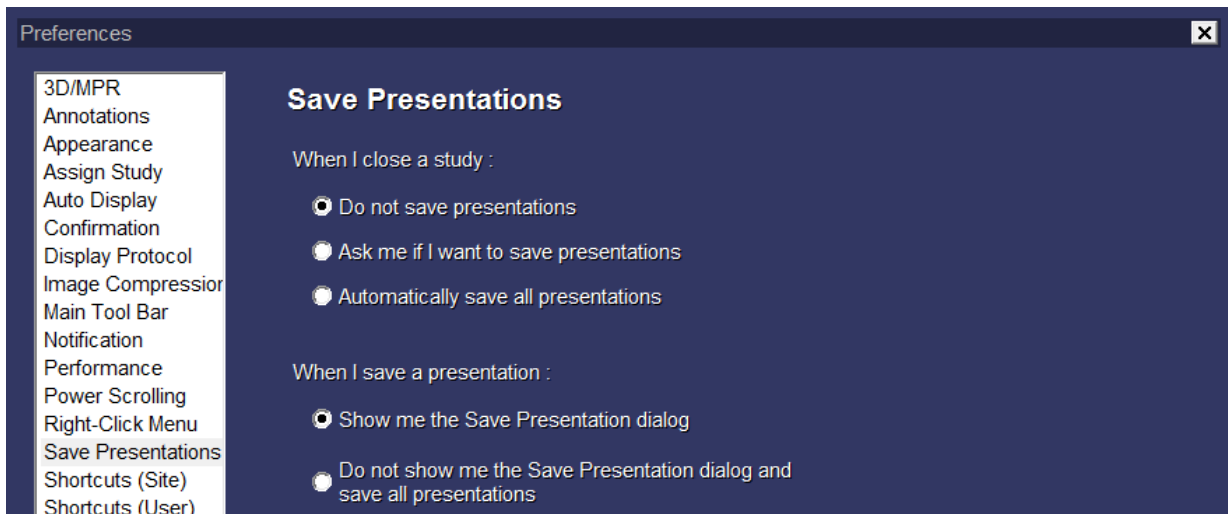 Preferences
3D/MPR
Annotations
Appearance
Assign Study
Auto Display
Confirmation
Display Protocol
Image Compression
Main Tool Bar
Notification
Performance
Power Scrolling
Right-Click Menu
Save Presentations
Shortcuts (Site)
Shortcuts (User)
Save Presentations
When I close a study :
Do not save presentations
Ask me if I want to save presentations
Automatically save all presentations
When I save a presentation :
Show me the Save Presentation dialog
Do not show me the Save Presentation dialog and
save all presentations